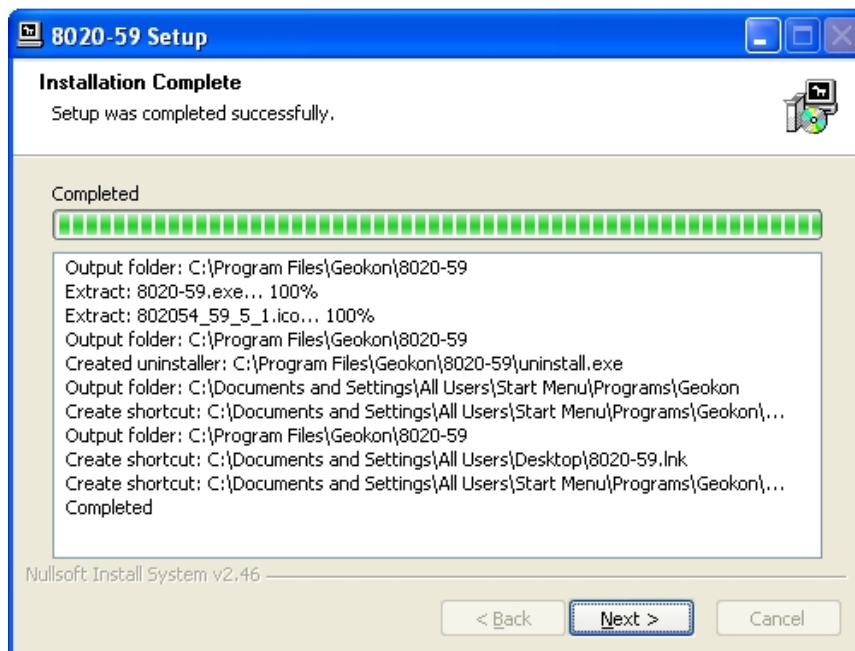 8020-59 Setup
Installation Complete
Setup was completed successfully.
Completed
Output folder: C:\Program Files\Geokon\8020-59
Extract: 8020-59.exe... 100%
Extract: 802054_59_5_1.ico... 100%
Output folder: C:\Program Files\Geokon\8020-59
Created uninstaller: C:\Program Files\Geokon\8020-59\uninstall.exe
Output folder: C:\Documents and Settings\All Users\Start Menu\Programs\Geokon
Create shortcut: C:\Documents and Settings\All Users\Start Menu\Programs\Geokon\...
Output folder: C:\Program Files\Geokon\8020-59
Create shortcut: C:\Documents and Settings\All Users\Desktop\8020-59.lnk
Create shortcut: C:\Documents and Settings\All Users\Start Menu\Programs\Geokon\...
Completed
Nullsoft Install System v2.46
< Back Next > Cancel